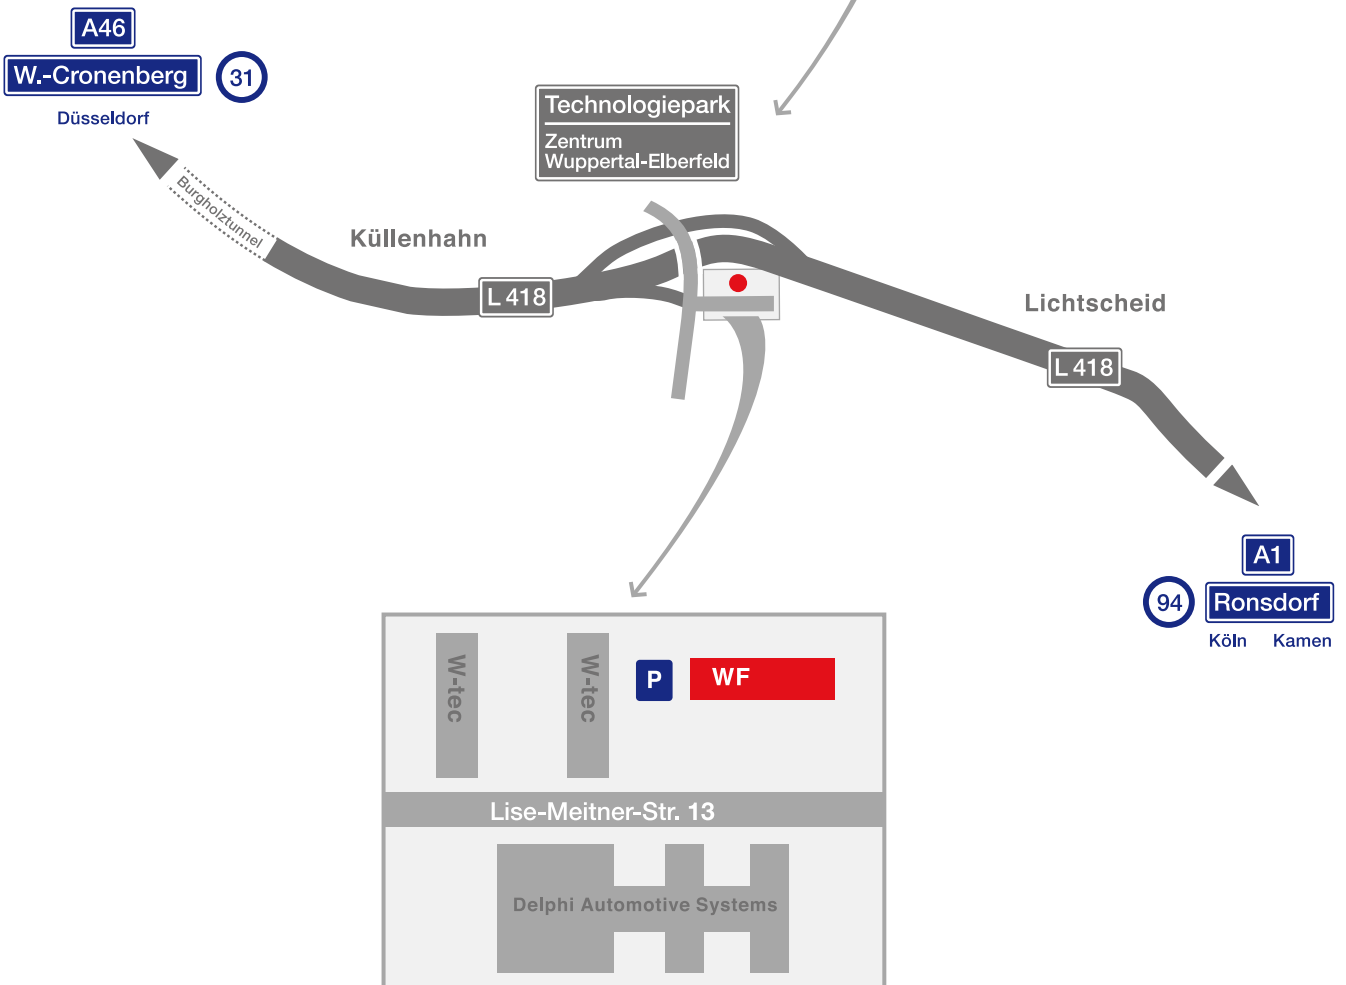 A46
W.-Cronenberg
31
Düsseldorf
Technologiepark
Zentrum
Wuppertal-Elberfeld
Burgholztunnel
Küllenhahn
L 418
Lichtscheid
L 418
A1
94
Ronsdorf
Köln Kamen
W-tec
W-tec
P
WF
Lise-Meitner-Str. 13
Delphi Automotive Systems